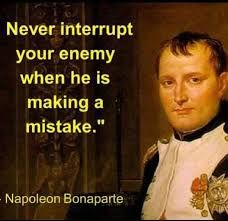 Never interrupt
your enemy
when he is
making a
mistake."
- Napoleon Bonaparte